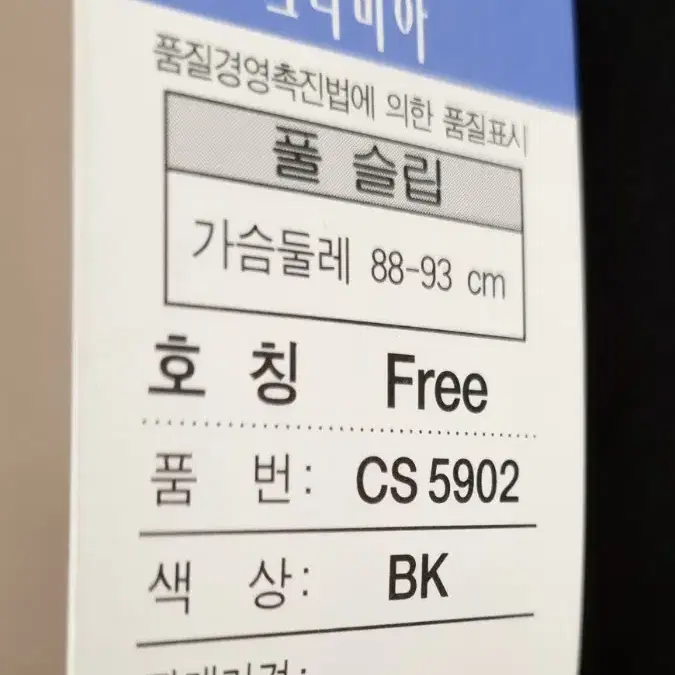 품질경영촉진법에 의한 품질표시
풀 슬립
가슴둘레 88-93 cm
호 칭 Free
품 번: CS 5902
색 상: BK